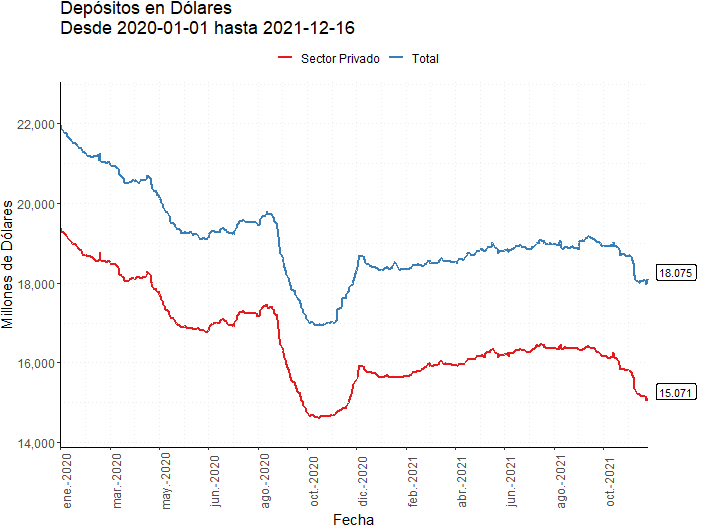 Depósitos en Dólares
Desde 2020-01-01 hasta 2021-12-16
Sector Privado Total
Millones de Dólares
22,000
20,000
18,000
16,000
14,000
18.075
15.071
ene.-2020
mar.-2020
may.-2020
jun.-2020
ago.-2020
oct.-2020
dic.-2020
feb.-2021
abr.-2021
jun.-2021
ago.-2021
oct.-2021
Fecha